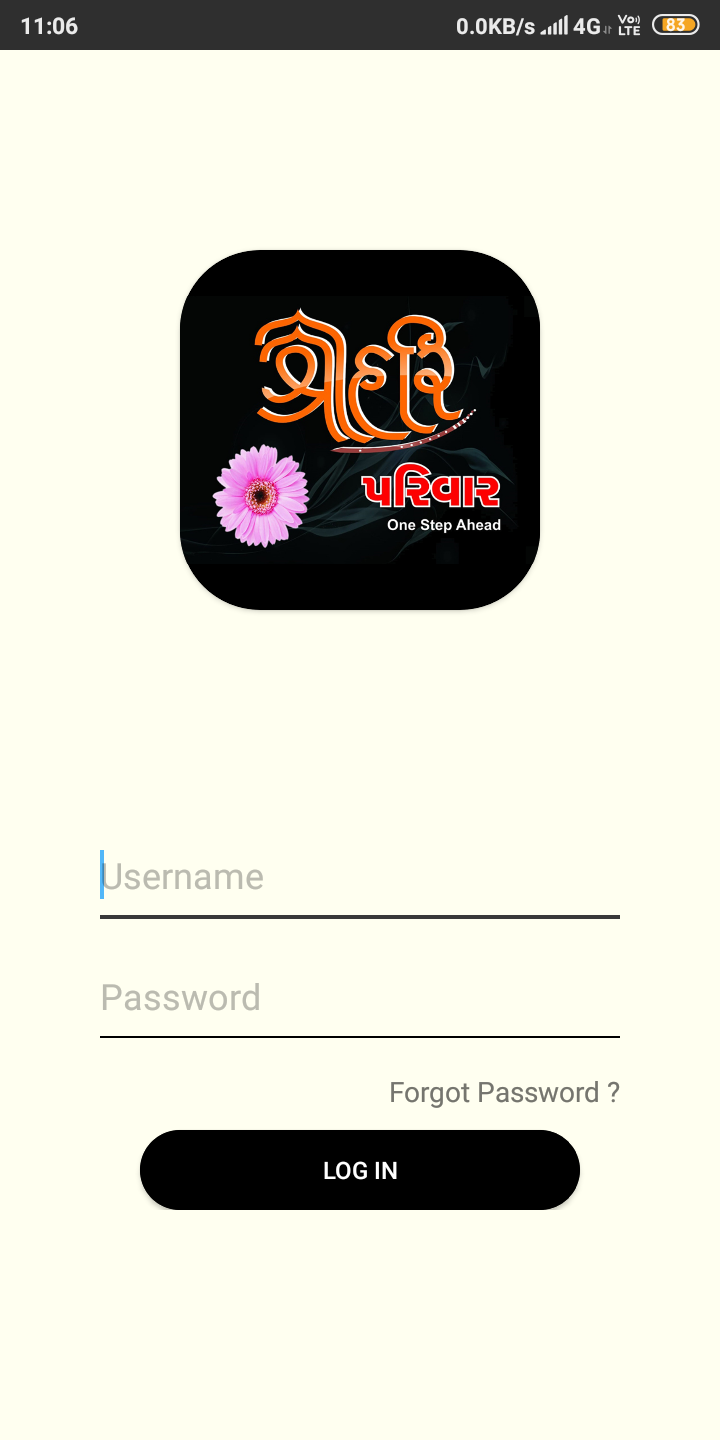 11:06 0.0KB/s 4G Vo)) LTE 83
શ્રીહરિ
પરિવાર
One Step Ahead
Username
Password
Forgot Password ?
LOG IN